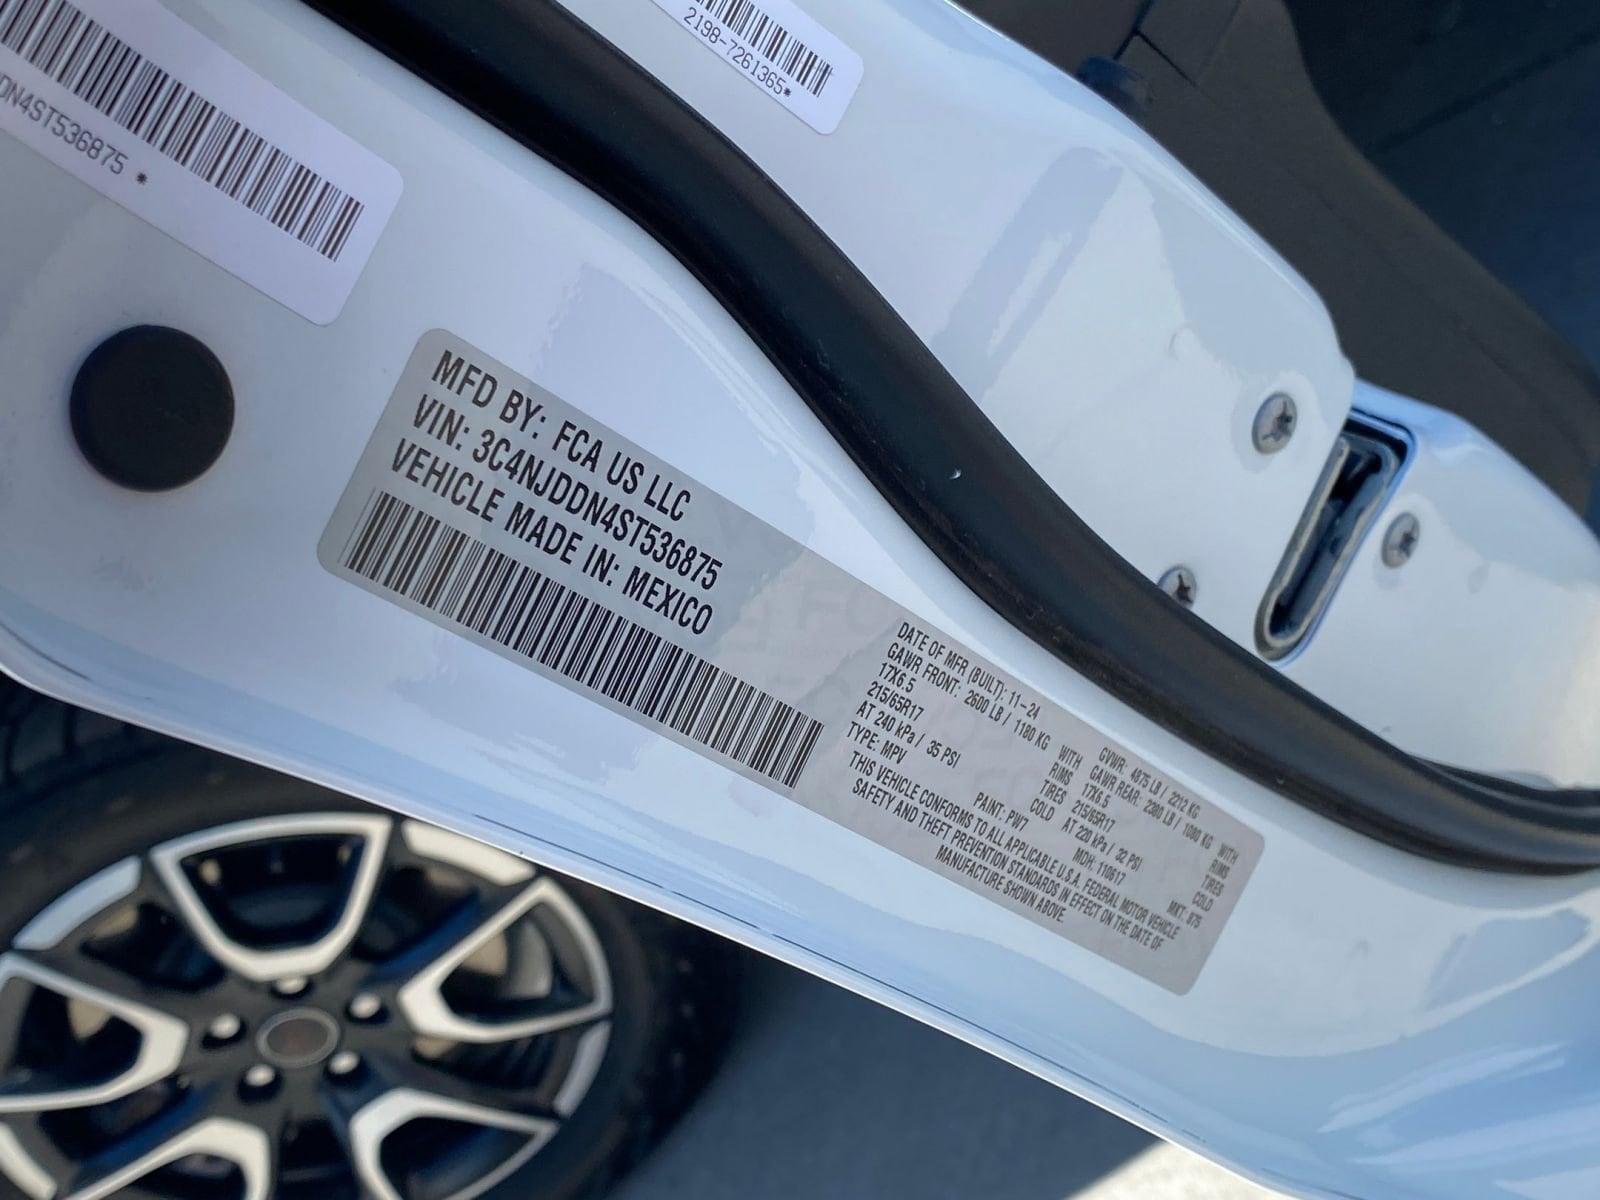 2198-7261365*
DN4ST536875 *
MFD BY: FCA US LLC
VIN: 3C4NJDDN4ST536875
VEHICLE MADE IN: MEXICO
DATE OF MFR (BUILT): 11-24 GVWR: 4875 LB / 2212 KG
GAWR FRONT: 2600 LB / 1180 KG WITH GAWR REAR: 2380 LB / 1080 KG WITH
17X6.5 RIMS 17X6.5 RIMS
215/65R17 TIRES 215/65R17 TIRES
AT 240 kPa / 35 PSI COLD AT 220 kPa / 32 PSI COLD
TYPE: MPV PAINT: PW7 MDH: 110617 MKT: 875
THIS VEHICLE CONFORMS TO ALL APPLICABLE U.S.A. FEDERAL MOTOR VEHICLE
SAFETY AND THEFT PREVENTION STANDARDS IN EFFECT ON THE DATE OF
MANUFACTURE SHOWN ABOVE.